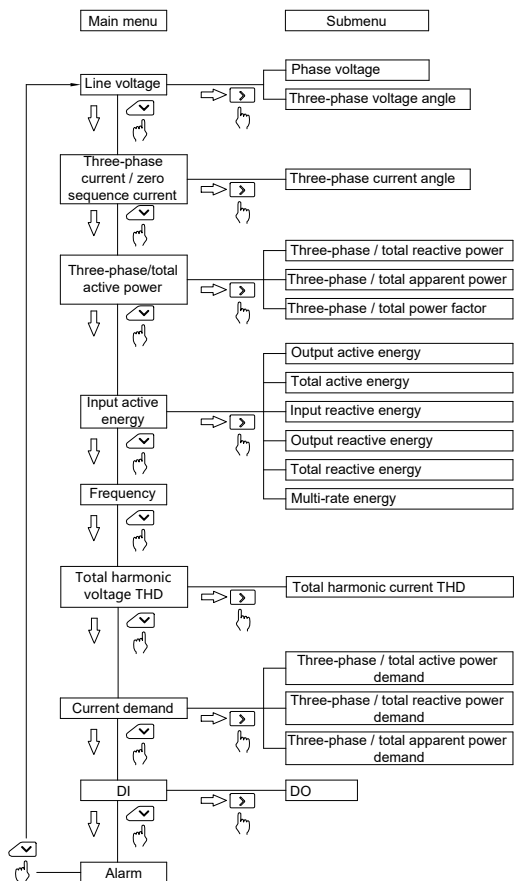 Main menu
Submenu
Line voltage
Phase voltage
Three-phase voltage angle
Three-phase
current / zero
sequence current
Three-phase current angle
Three-phase/total
active power
Three-phase / total reactive power
Three-phase / total apparent power
Three-phase / total power factor
Input active
energy
Output active energy
Total active energy
Input reactive energy
Output reactive energy
Total reactive energy
Multi-rate energy
Frequency
Total harmonic
voltage THD
Total harmonic current THD
Current demand
Three-phase / total active power
demand
Three-phase / total reactive power
demand
Three-phase / total apparent power
demand
DI
DO
Alarm